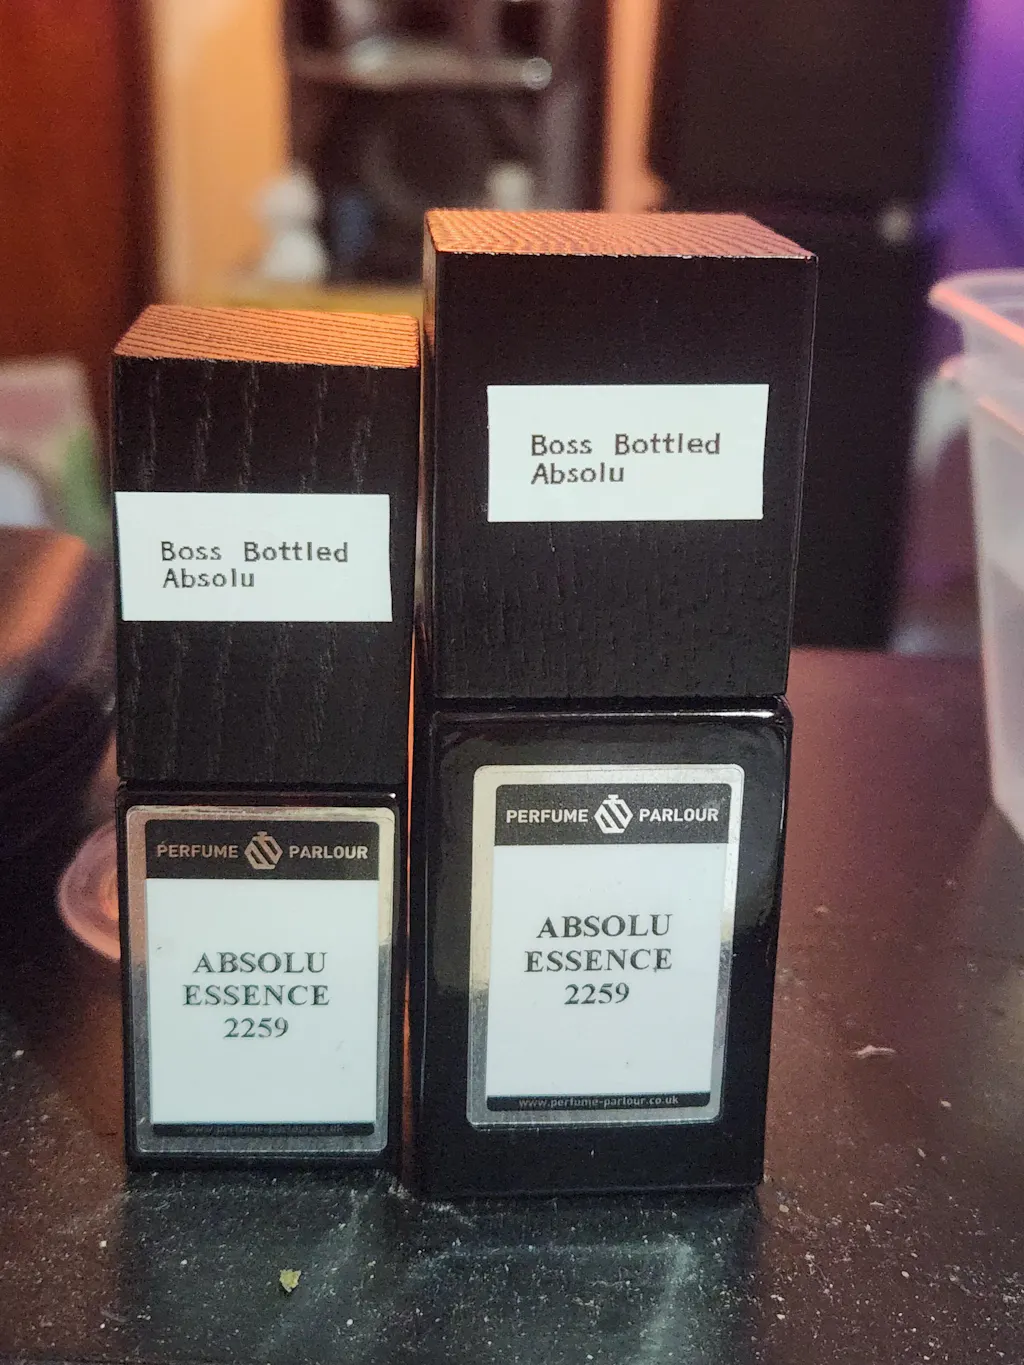 Boss Bottled
Absolu
PERFUME PARLOUR
ABSOLU
ESSENCE
2259
www.perfume-parlour.co.uk
Boss Bottled
Absolu
PERFUME PARLOUR
ABSOLU
ESSENCE
2259
www.perfume-parlour.co.uk